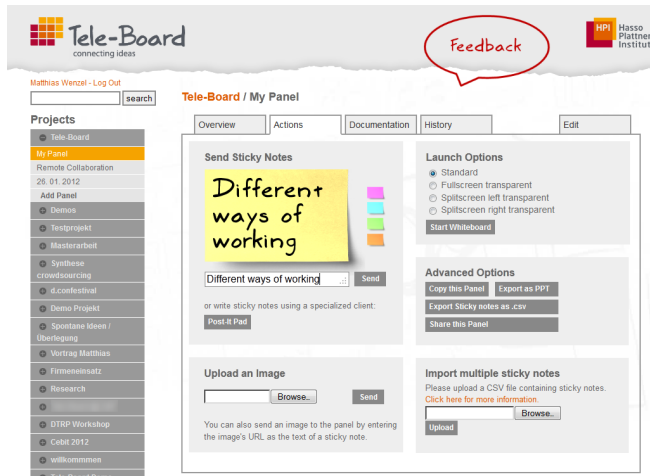 Tele-Board
connecting ideas
Feedback
HPI Hasso
Plattner
Institut
Matthias Wenzel - Log Out
search
Projects
Tele-Board
My Panel
Remote Collaboration
26. 01. 2012
Add Panel
Demos
Testprojekt
Masterarbeit
Synthese
crowdsourcing
d.confestival
Demo Projekt
Spontane Ideen /
Überlegung
Vortrag Matthias
Firmeneinsatz
Research
DTRP Workshop
Cebit 2012
willkommmen
Tele-Board / My Panel
Overview
Actions
Documentation
History
Edit
Send Sticky Notes
Different
ways of
working
Different ways of working
Send
or write sticky notes using a specialized client:
Post-It Pad
Launch Options
Standard
Fullscreen transparent
Splitscreen left transparent
Splitscreen right transparent
Start Whiteboard
Advanced Options
Copy this Panel Export as PPT
Export Sticky notes as .csv
Share this Panel
Upload an Image
Browse.. Send
You can also send an image to the panel by entering
the image's URL as the text of a sticky note.
Import multiple sticky notes
Please upload a CSV file containing sticky notes.
Click here for more information.
Browse..
Upload